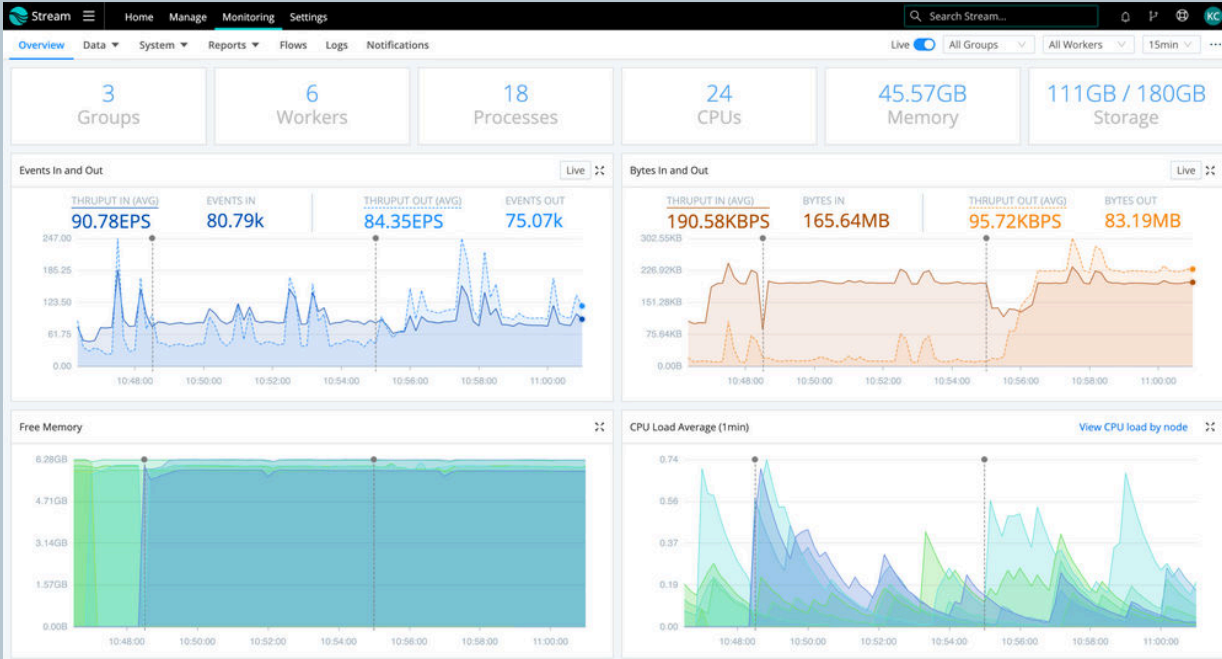 Stream Home Manage Monitoring Settings Search Stream... KC
Overview Data System Reports Flows Logs Notifications Live All Groups All Workers 15min ...
3 6 18 24 45.57GB 111GB / 180GB
Groups Workers Processes CPUs Memory Storage
Events In and Out Live
THRUPUT IN (AVG) EVENTS IN THRUPUT OUT (AVG) EVENTS OUT
90.78EPS 80.79k 84.35EPS 75.07k
247.00
185.25
123.50
61.75
0.00
10:48:00 10:50:00 10:52:00 10:54:00 10:56:00 10:58:00 11:00:00
Bytes In and Out Live
THRUPUT IN (AVG) BYTES IN THRUPUT OUT (AVG) BYTES OUT
190.58KBPS 165.64MB 95.72KBPS 83.19MB
302.55KB
226.92KB
151.28KB
75.64KB
0.00B
10:48:00 10:50:00 10:52:00 10:54:00 10:56:00 10:58:00 11:00:00
Free Memory
6.28GB
4.71GB
3.14GB
1.57GB
0.00B
10:48:00 10:50:00 10:52:00 10:54:00 10:56:00 10:58:00 11:00:00
CPU Load Average (1min) View CPU load by node
0.74
0.56
0.37
0.19
0.00
10:48:00 10:50:00 10:52:00 10:54:00 10:56:00 10:58:00 11:00:00